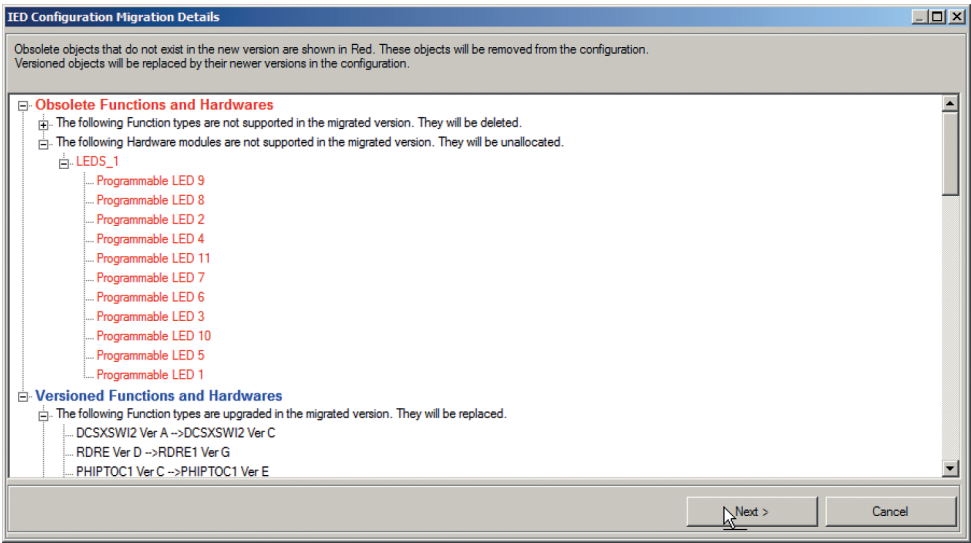 IED Configuration Migration Details
Obsolete objects that do not exist in the new version are shown in Red. These objects will be removed from the configuration.
Versioned objects will be replaced by their newer versions in the configuration.
Obsolete Functions and Hardwares
The following Function types are not supported in the migrated version. They will be deleted.
The following Hardware modules are not supported in the migrated version. They will be unallocated.
LEDS_1
Programmable LED 9
Programmable LED 8
Programmable LED 2
Programmable LED 4
Programmable LED 11
Programmable LED 7
Programmable LED 6
Programmable LED 3
Programmable LED 10
Programmable LED 5
Programmable LED 1
Versioned Functions and Hardwares
The following Function types are upgraded in the migrated version. They will be replaced.
DCSXSWI2 Ver A -->DCSXSWI2 Ver C
RDRE Ver D -->RDRE1 Ver G
PHIPTOC1 Ver C -->PHIPTOC1 Ver E
Next >
Cancel